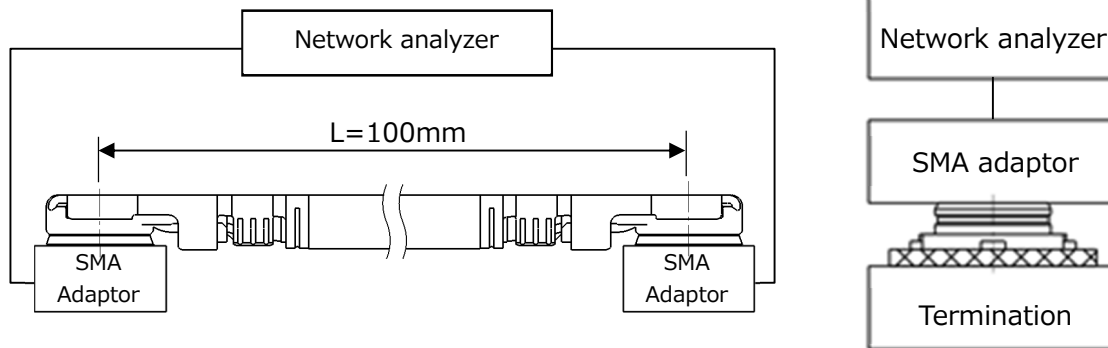 Network analyzer
L=100mm
SMA
Adaptor
SMA
Adaptor
Network analyzer
SMA adaptor
Termination